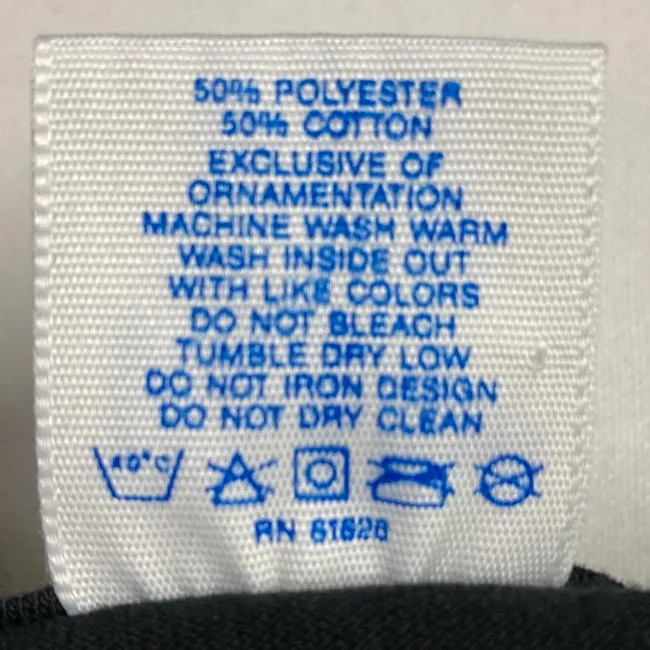 50% POLYESTER
50% COTTON
EXCLUSIVE OF
ORNAMENTATION
MACHINE WASH WARM
WASH INSIDE OUT
WITH LIKE COLORS
DO NOT BLEACH
TUMBLE DRY LOW
DO NOT IRON DESIGN
DO NOT DRY CLEAN
40°C
RN